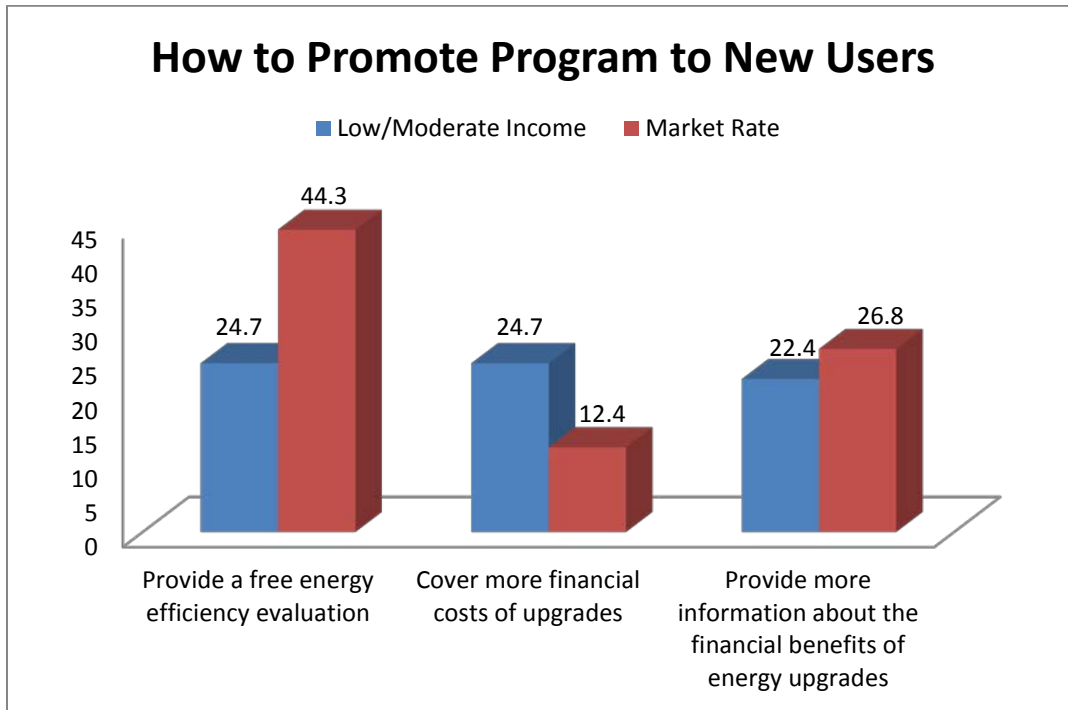 How to Promote Program to New Users
Low/Moderate Income Market Rate
44.3
24.7
24.7
12.4
22.4
26.8
45
40
35
30
25
20
15
10
5
0
Provide a free energy
efficiency evaluation
Cover more financial
costs of upgrades
Provide more
information about the
financial benefits of
energy upgrades